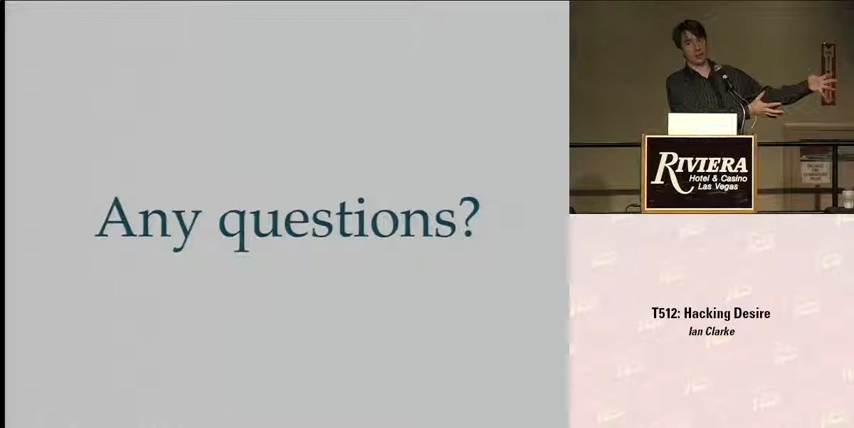 Any questions?
RIVIERA
Hotel & Casino
Las Vegas
T512: Hacking Desire
Ian Clarke